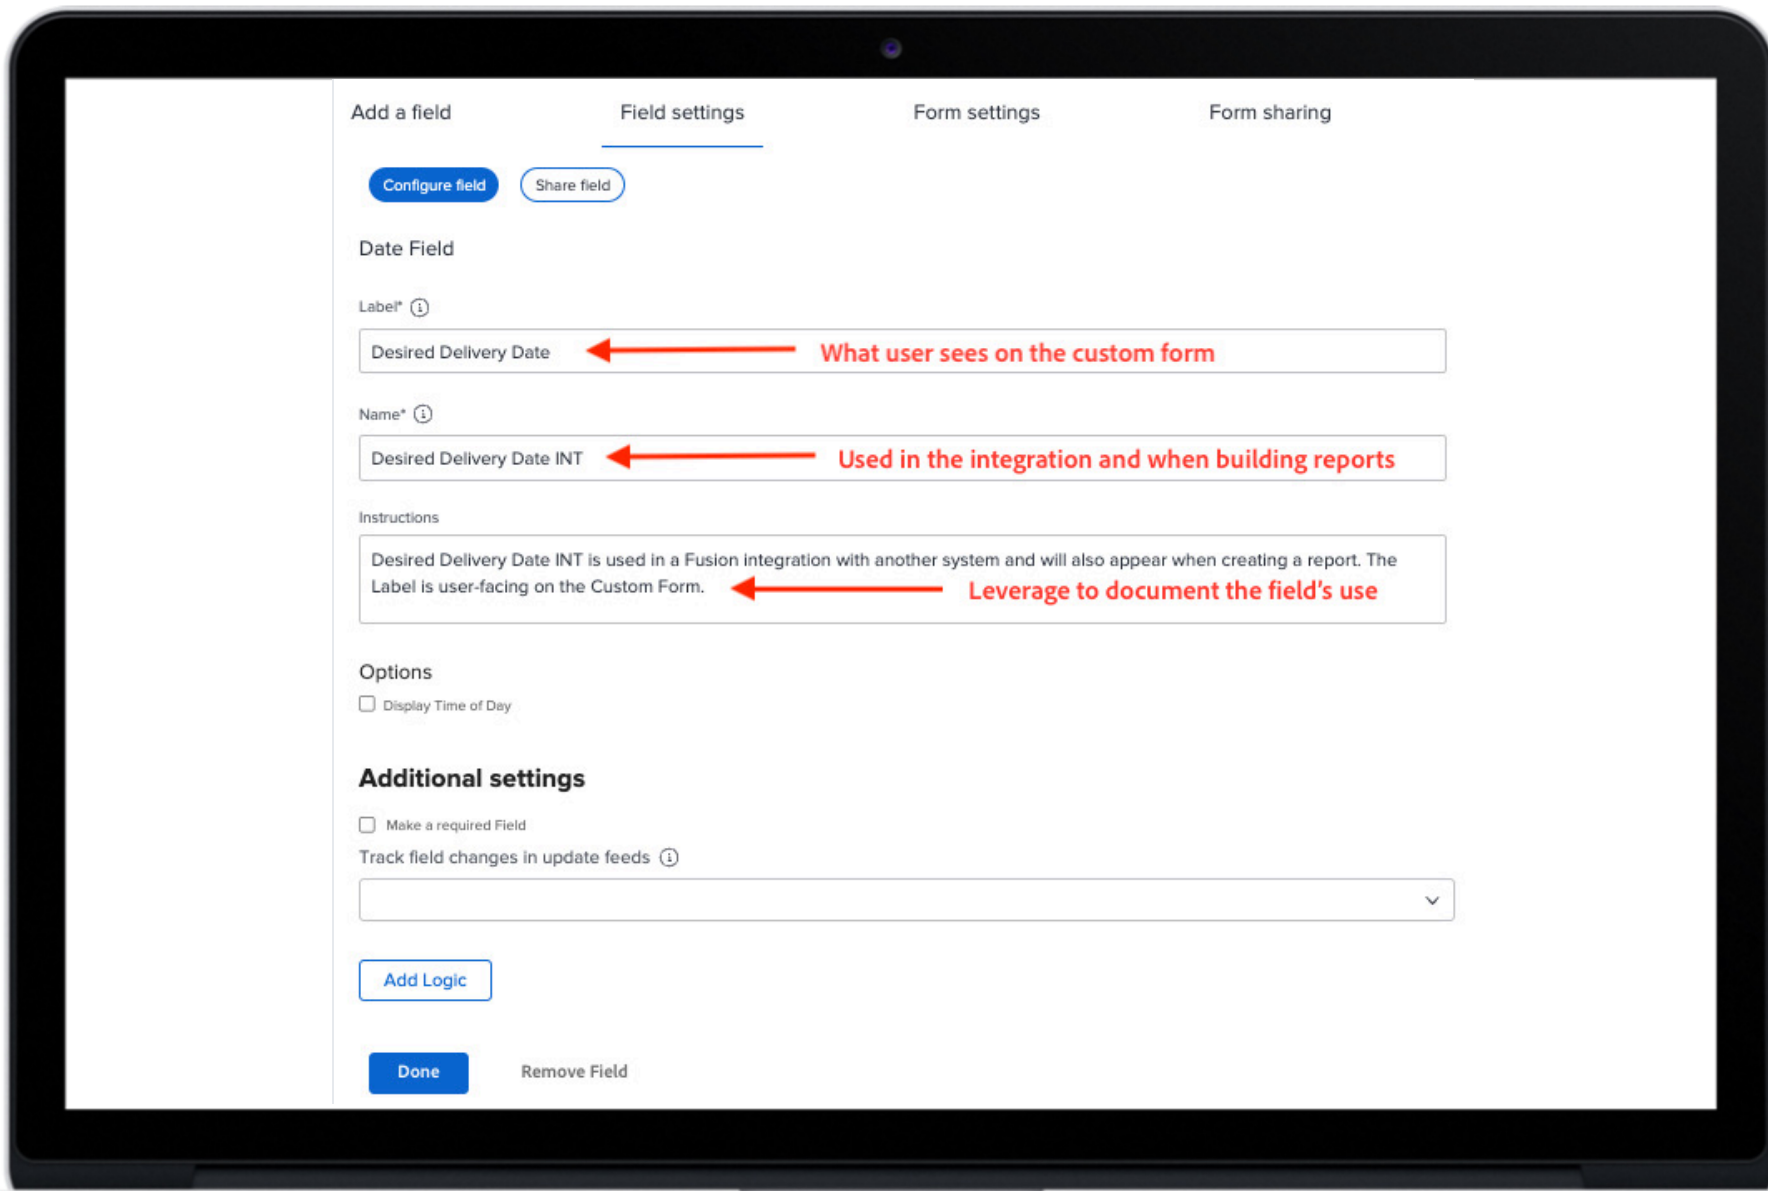 Add a field
Field settings
Form settings
Form sharing
Configure field
Share field
Date Field
Label*
Desired Delivery Date
What user sees on the custom form
Name*
Desired Delivery Date INT
Used in the integration and when building reports
Instructions
Desired Delivery Date INT is used in a Fusion integration with another system and will also appear when creating a report. The
Label is user-facing on the Custom Form.
Leverage to document the field's use
Options
Display Time of Day
Additional settings
Make a required Field
Track field changes in update feeds
Add Logic
Done
Remove Field